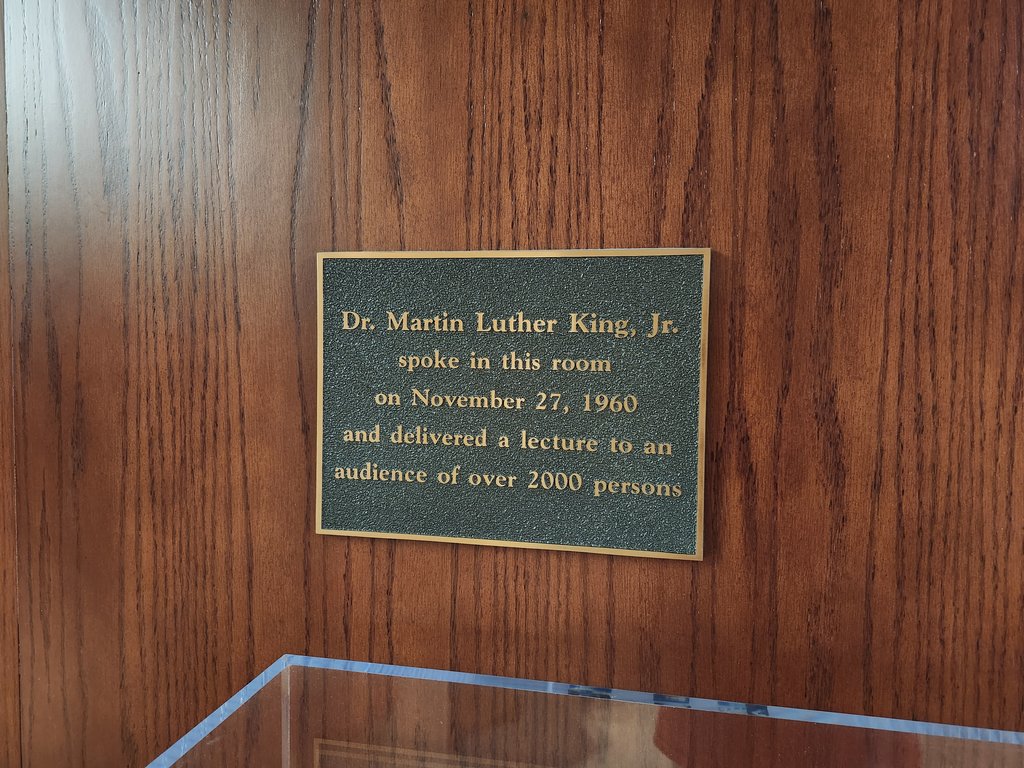 Dr. Martin Luther King, Jr.
spoke in this room
on November 27, 1960
and delivered a lecture to an
audience of over 2000 persons